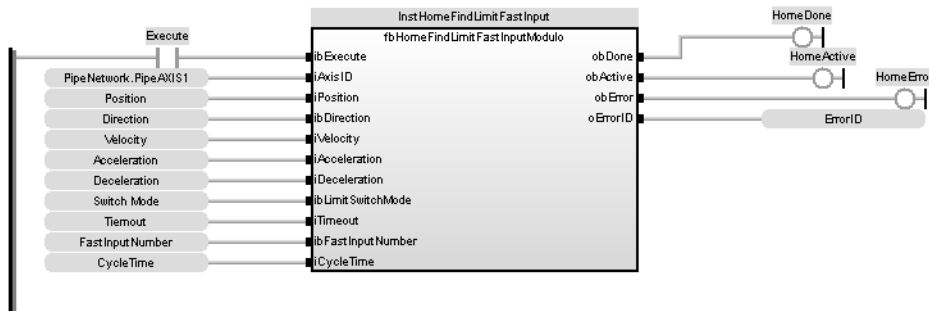 InstHomeFindLimitFastInput
HomeDone
Execute
fbHomeFindLimitFastInputModulo
ibExecute
obDone
HomeActive
PipeNetwork.PipeAXIS1
iAxisID
obActive
HomeErro
Position
iPosition
obError
Direction
ibDirection
oErrorID
ErrorID
Velocity
iVelocity
Acceleration
iAcceleration
Deceleration
iDeceleration
Switch Mode
ibLimitSwitchMode
Tiemout
iTimeout
FastInputNumber
ibFastInputNumber
CycleTime
iCycleTime